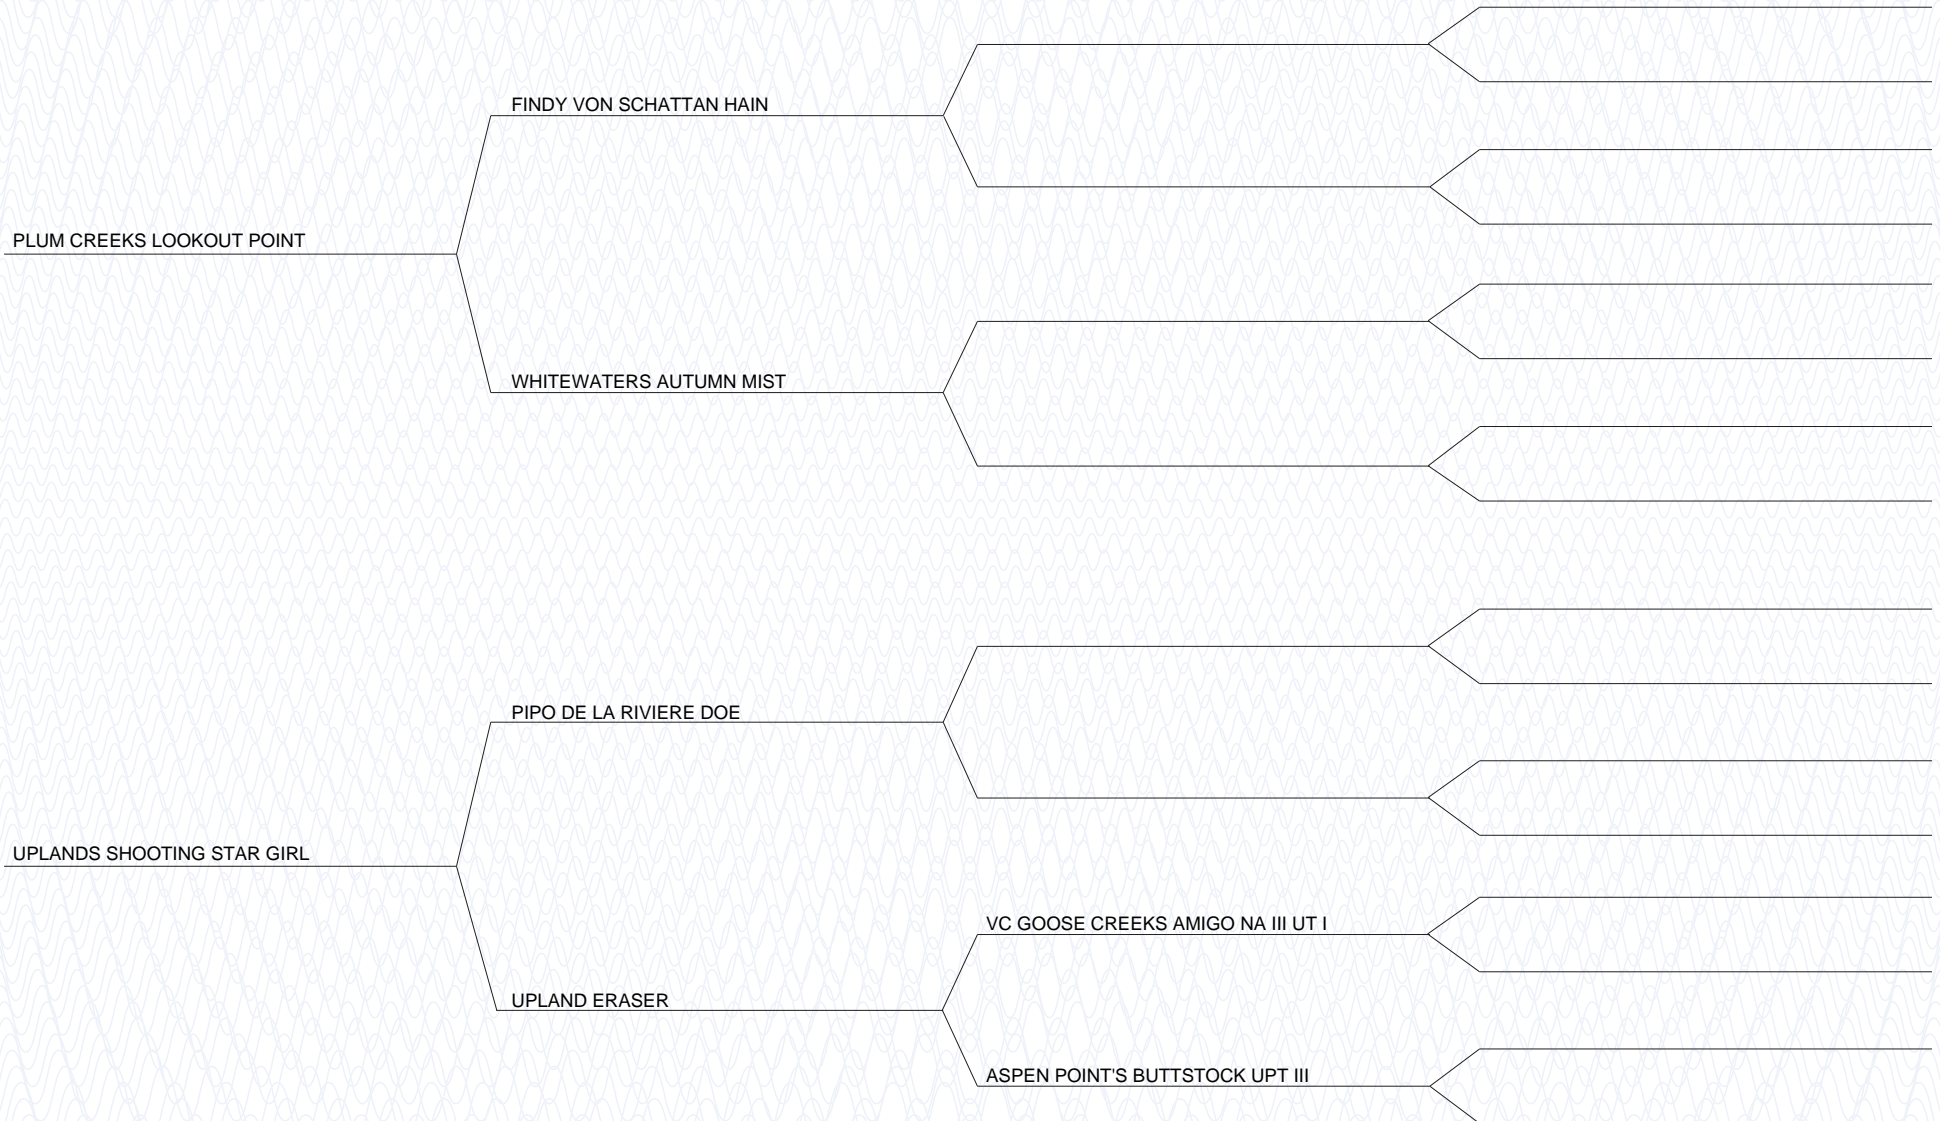 FINDY VON SCHATTAN HAIN
PLUM CREEKS LOOKOUT POINT
WHITEWATERS AUTUMN MIST
PIPO DE LA RIVIERE DOE
UPLANDS SHOOTING STAR GIRL
VC GOOSE CREEKS AMIGO NA III UT I
UPLAND ERASER
ASPEN POINT'S BUTTSTOCK UPT III